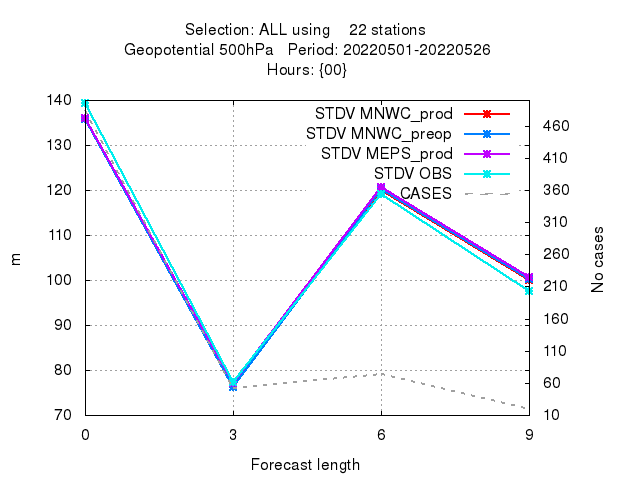 Selection: ALL using 22 stations
Geopotential 500hPa Period: 20220501-20220526
Hours: {00}
STDV MNWC_prod
STDV MNWC_preop
STDV MEPS_prod
STDV OBS
CASES
140
130
120
110
100
90
80
70
460
410
360
310
260
210
160
110
60
10
m
No cases
0 3 6 9
Forecast length